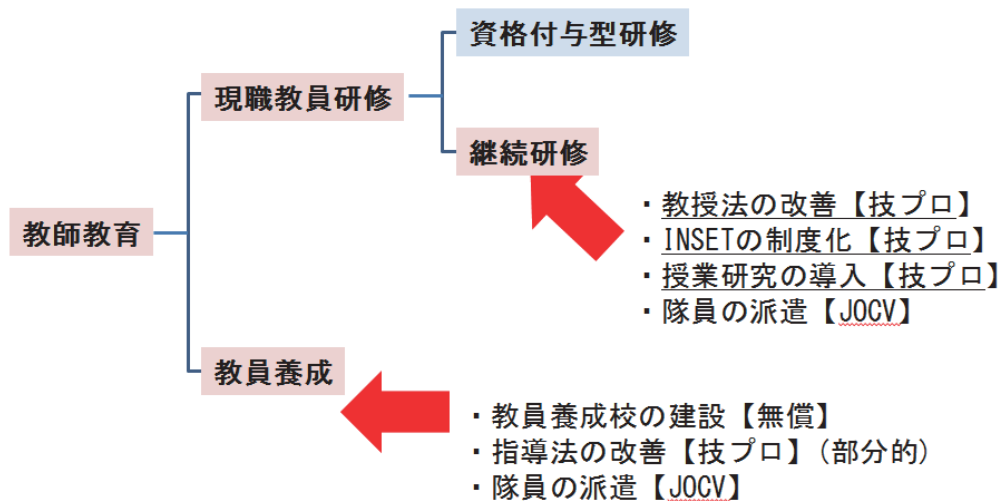 資格付与型研修
現職教員研修
継続研修
・教授法の改善【技プロ】
・INSETの制度化【技プロ】
・授業研究の導入【技プロ】
・隊員の派遣【JOCV】
教師教育
教員養成
・教員養成校の建設【無償】
・指導法の改善【技プロ】(部分的)
・隊員の派遣【JOCV】